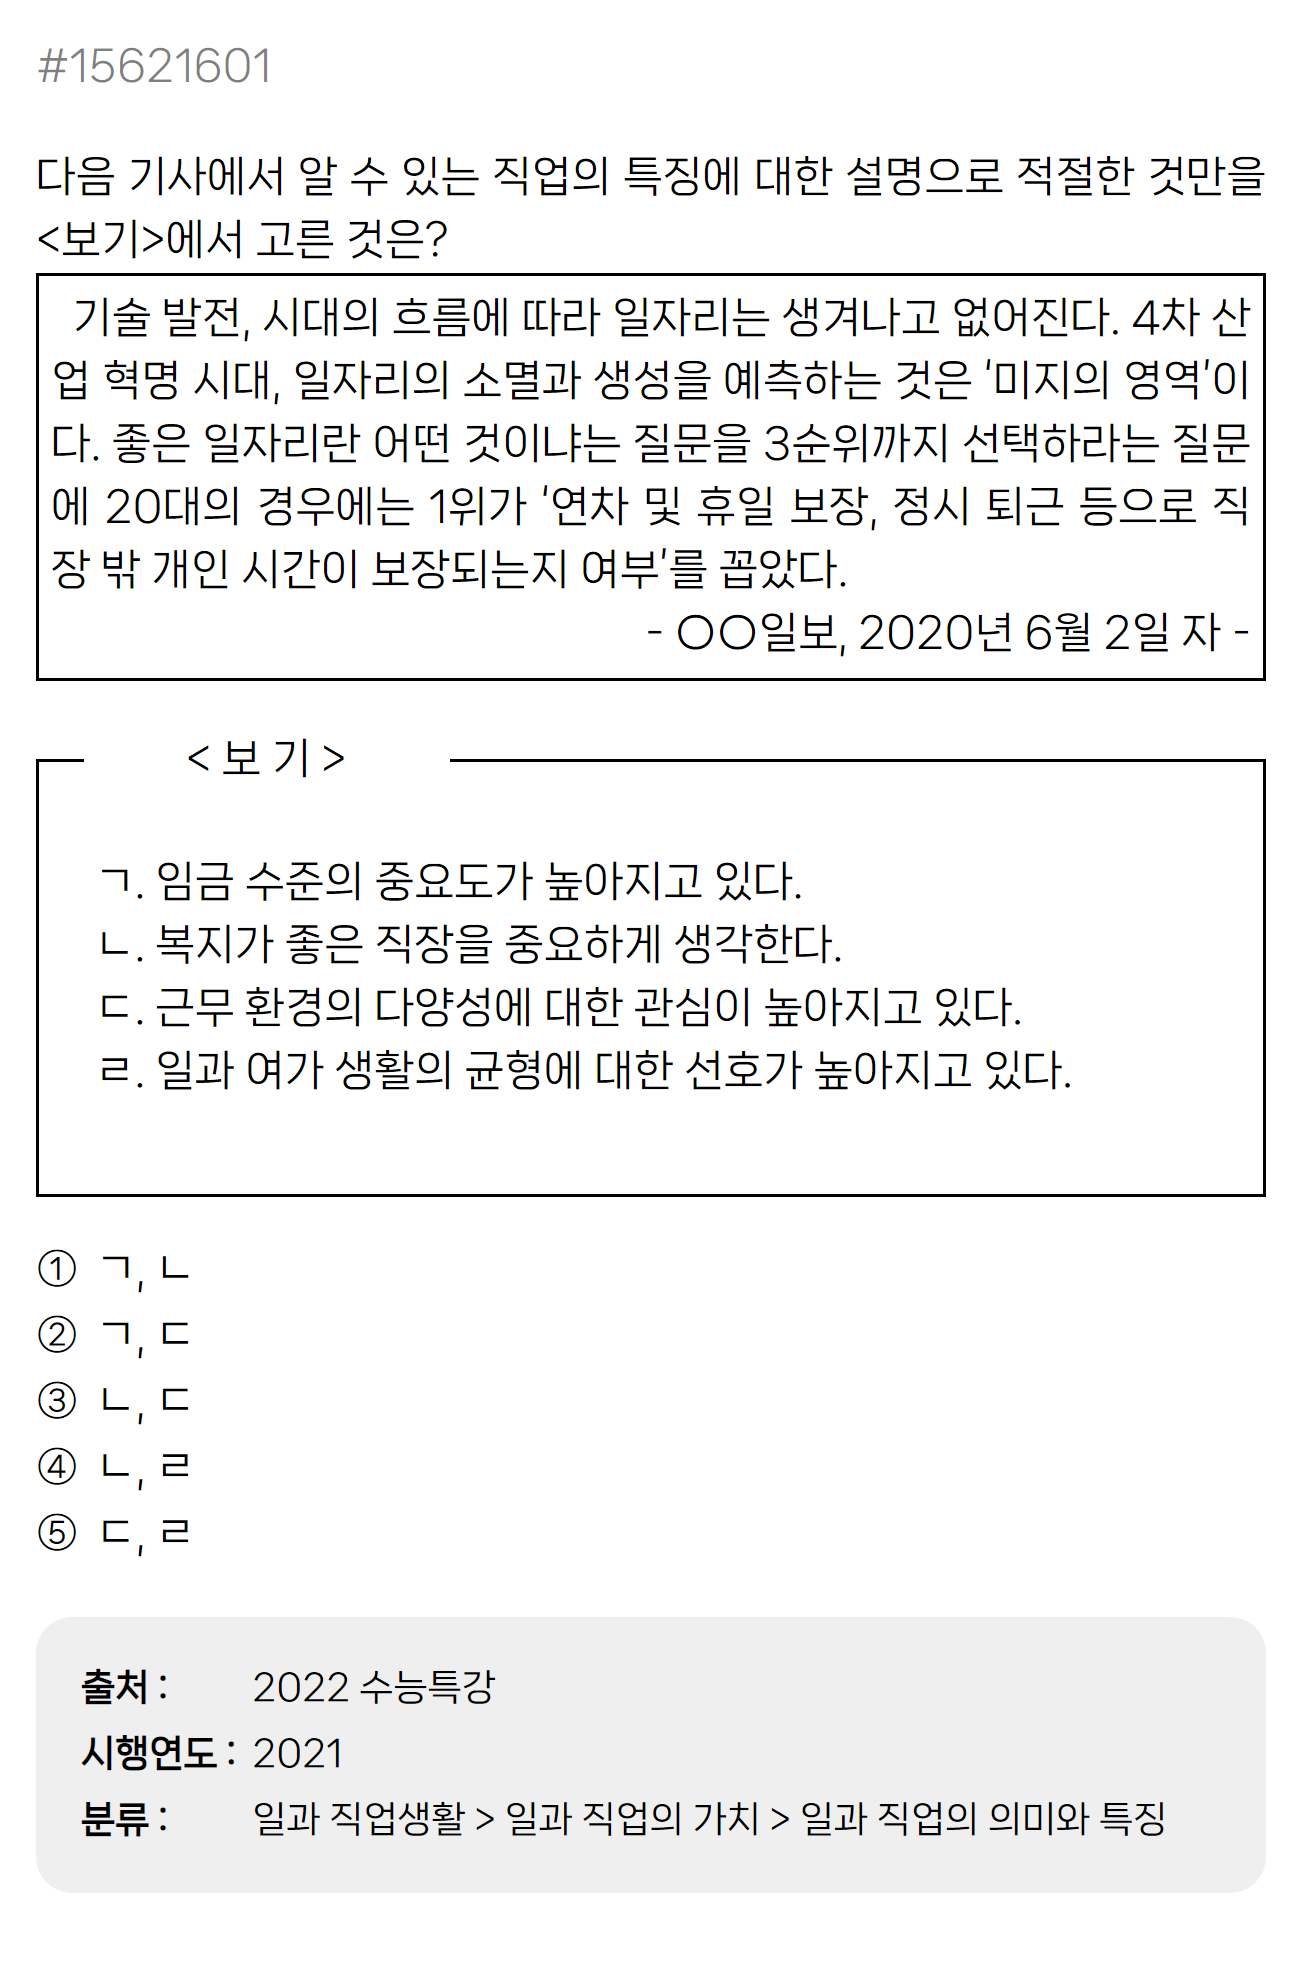 #15621601
다음 기사에서 알 수 있는 직업의 특징에 대한 설명으로 적절한 것만을
<보기>에서 고른 것은?
기술 발전, 시대의 흐름에 따라 일자리는 생겨나고 없어진다. 4차 산
업 혁명 시대, 일자리의 소멸과 생성을 예측하는 것은 '미지의 영역'이
다. 좋은 일자리란 어떤 것이냐는 질문을 3순위까지 선택하라는 질문
에 20대의 경우에는 1위가 '연차 및 휴일 보장, 정시 퇴근 등으로 직
장 밖 개인 시간이 보장되는지 여부'를 꼽았다.
- 〇〇일보, 2020년 6월 2일 자 -
< 보 기 >
ㄱ. 임금 수준의 중요도가 높아지고 있다.
ㄴ. 복지가 좋은 직장을 중요하게 생각한다.
ㄷ. 근무 환경의 다양성에 대한 관심이 높아지고 있다.
ㄹ. 일과 여가 생활의 균형에 대한 선호가 높아지고 있다.
① ㄱ, ㄴ
② ㄱ, ㄷ
③ ㄴ, ㄷ
④ ㄴ, ㄹ
⑤ ㄷ, ㄹ
출처 : 2022 수능특강
시행연도 : 2021
분류 : 일과 직업생활 > 일과 직업의 가치 > 일과 직업의 의미와 특징